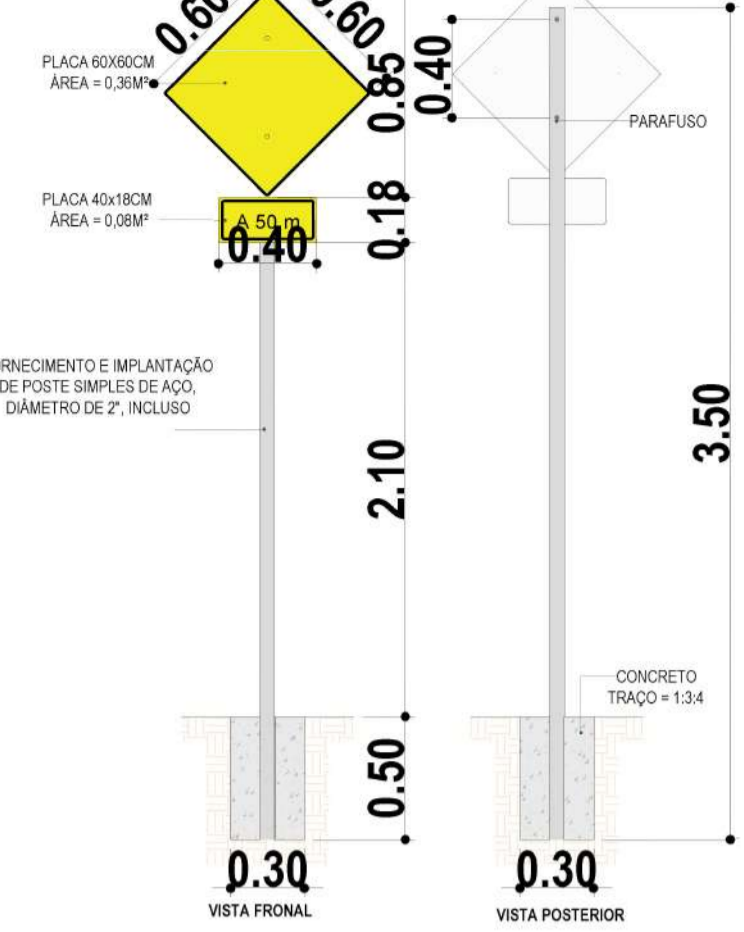 0.60
0.60
PLACA 60X60CM
ÁREA = 0,36M²
0.85
0.40
PARAFUSO
PLACA 40x18CM
ÁREA = 0,08M²
A 50 m
0.18
0.40
RNECIMENTO E IMPLANTAÇÃO
DE POSTE SIMPLES DE AÇO,
DIÂMETRO DE 2", INCLUSO
2.10
3.50
CONCRETO
TRAÇO = 1:3:4
0.50
0.30
0.30
VISTA FRONAL
VISTA POSTERIOR